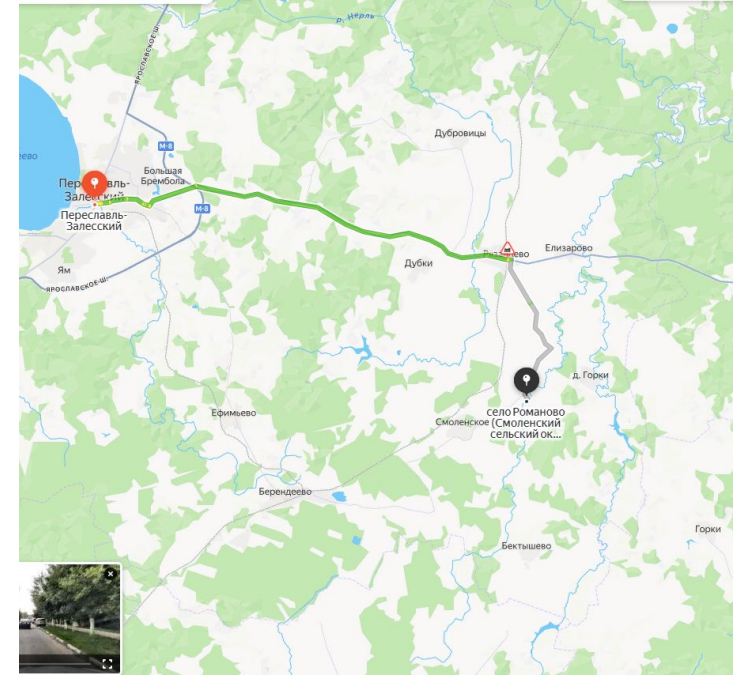 р. Нерль
ЯРОСЛАВСКОЕ Ш.
Дубровицы
М-8
Большая
Брембола
Залесский
М-8
Переславль-
Залесский
Елизарово
Ям
Дубки
ЯРОСЛАВСКОЕ Ш.
д. Горки
Ефимьево
село Романово
(Смоленский
сельский ок...
Смоленское
Берендеево
Горки
Бектышево